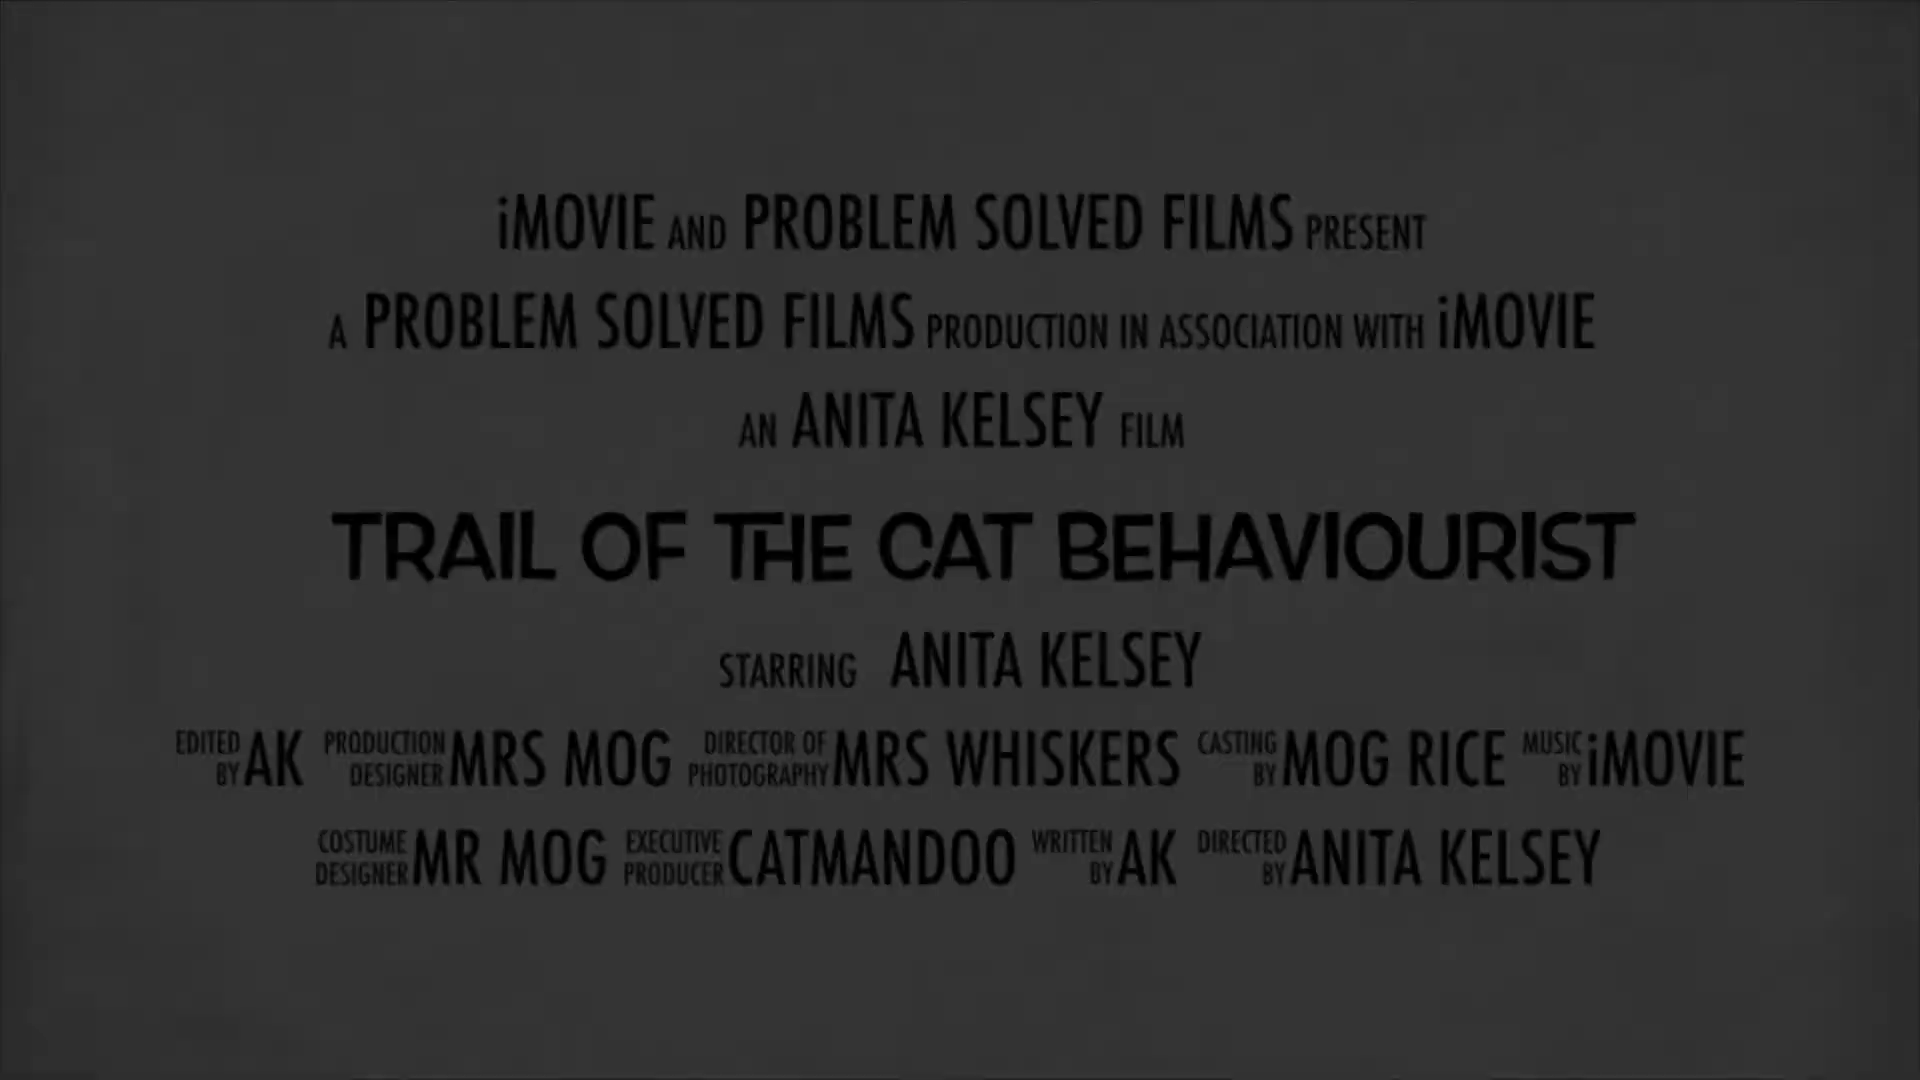 iMOVIE AND PROBLEM SOLVED FILMS PRESENT
A PROBLEM SOLVED FILMS PRODUCTION IN ASSOCIATION WITH iMOVIE
AN ANITA KELSEY FILM
TRAIL OF THE CAT BEHAVIOURIST
STARRING ANITA KELSEY
EDITED BY AK PRODUCTION DESIGNER MRS MOG DIRECTOR OF PHOTOGRAPHY MRS WHISKERS CASTING BY MOG RICE MUSIC BY iMOVIE
COSTUME DESIGNER MR MOG EXECUTIVE PRODUCER CATMANDOO WRITTEN BY AK DIRECTED BY ANITA KELSEY